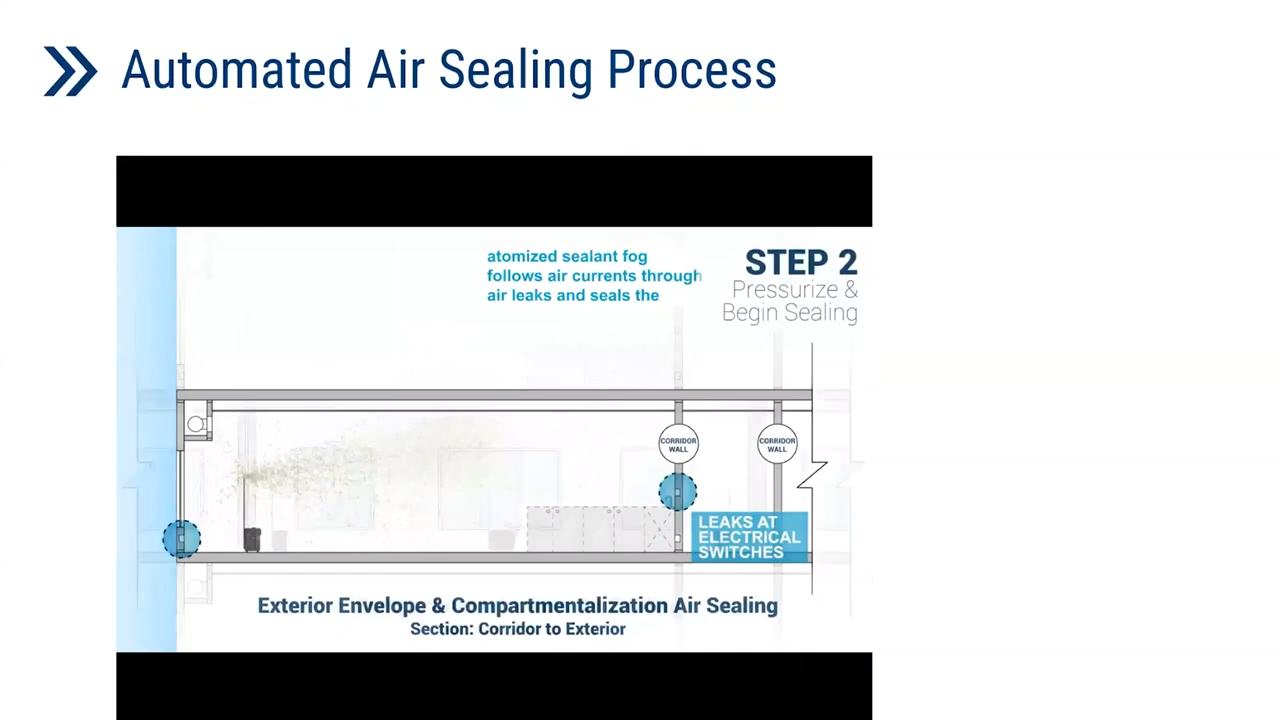 Automated Air Sealing Process
atomized sealant fog
follows air currents through
air leaks and seals the
STEP 2
Pressurize &
Begin Sealing
CORRIDOR
WALL
CORRIDOR
WALL
LEAKS AT
ELECTRICAL
SWITCHES
Exterior Envelope & Compartmentalization Air Sealing
Section: Corridor to Exterior